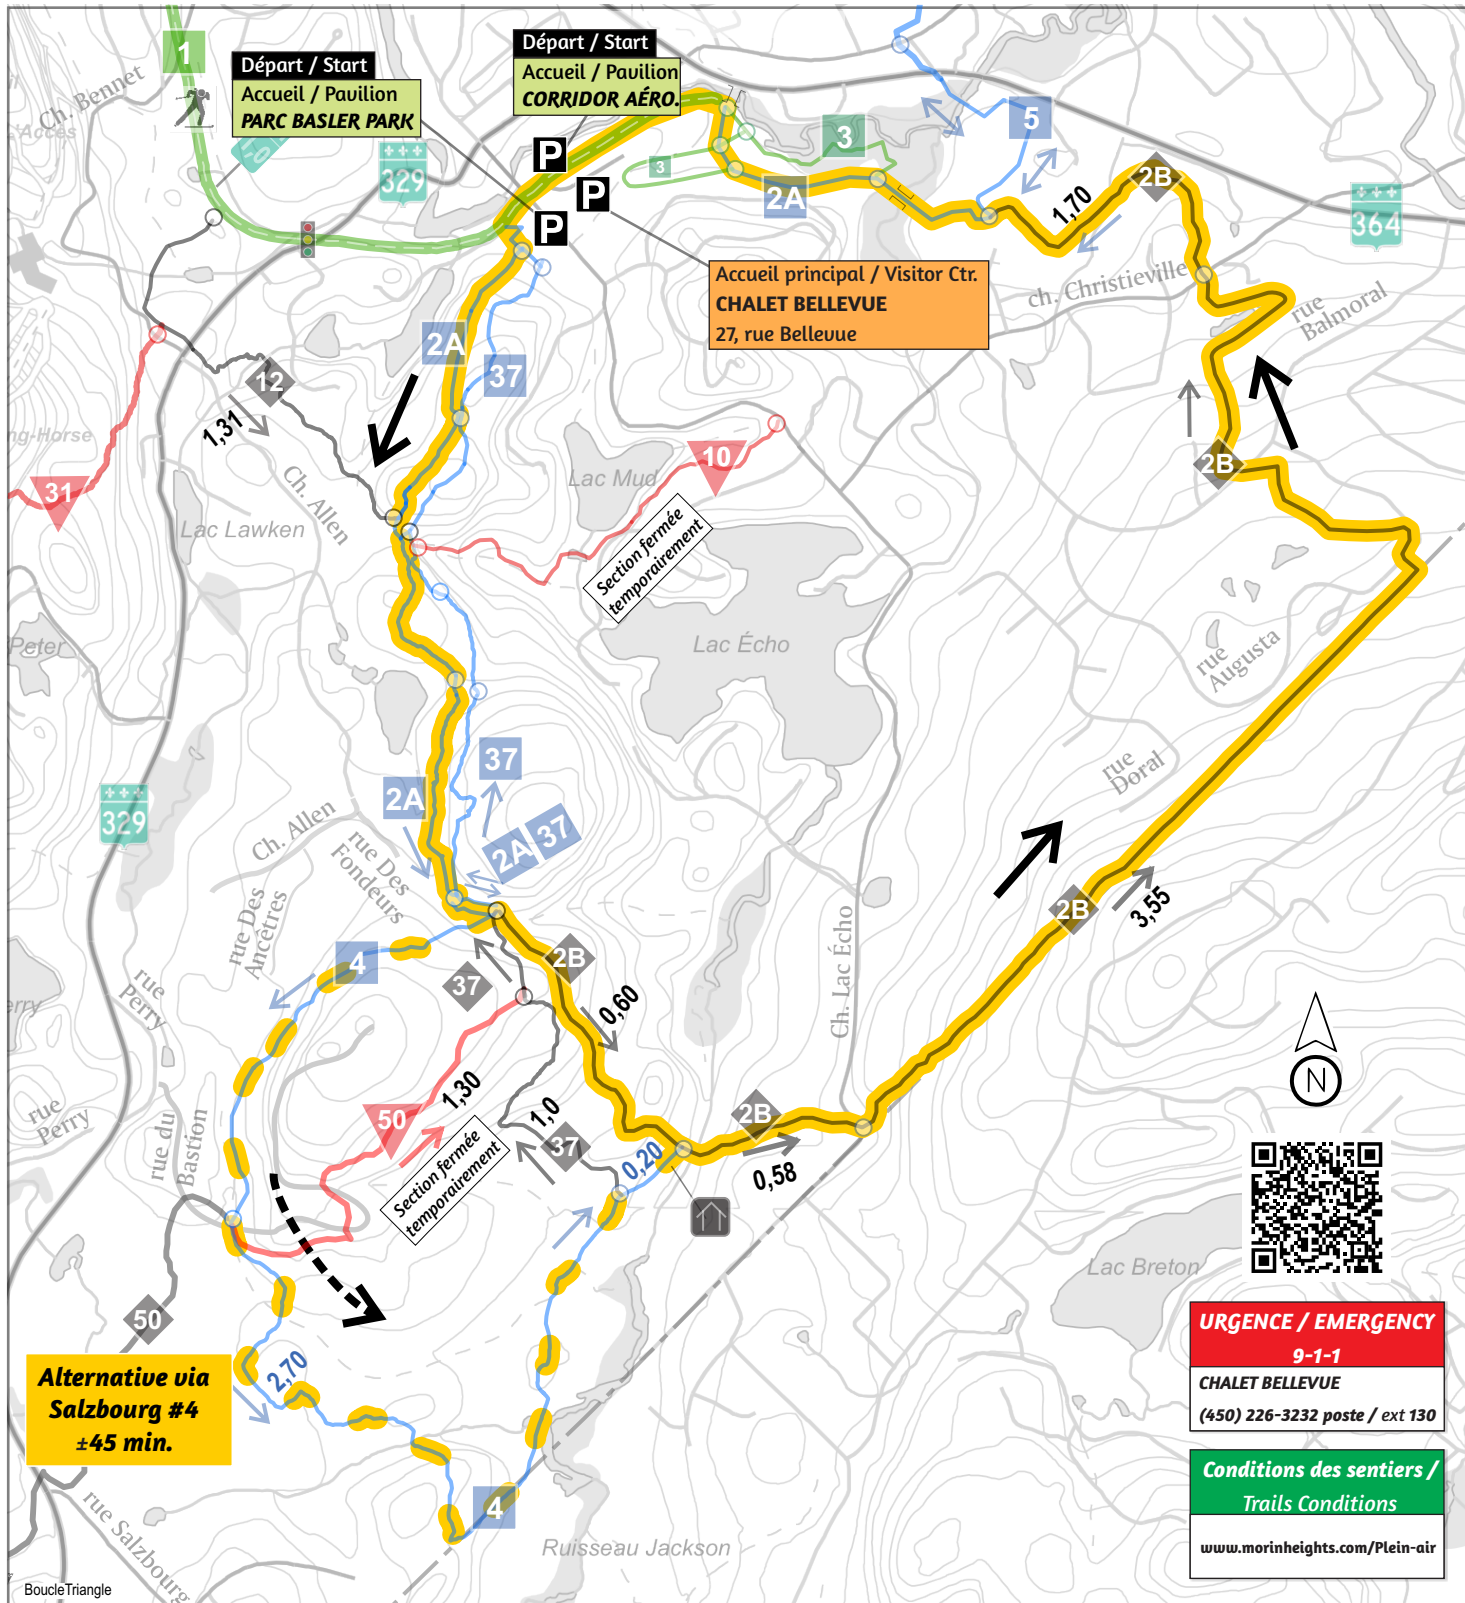 1
Départ / Start
Accueil / Pavilion
PARC BASLER PARK
Départ / Start
Accueil / Pavilion
CORRIDOR AÉRO.
Ch. Bennet
L'Accès
329
P
P
P
3
3
5
2A
2B
1,70
364
Accueil principal / Visitor Ctr.
CHALET BELLEVUE
27, rue Bellevue
ch. Christieville
rue
Balmoral
2A
37
12
1,31
ng-Horse
31
Ch. Allen
Lac Lawken
Lac Mud
10
Section fermée
temporairement
2B
Lac Écho
Peter
rue
Augusta
rue
Doral
37
2A
329
2A
37
Ch. Allen
rue Des
Fondeurs
rue Des
Ancêtres
rue
Perry
erry
4
37
2B
0,60
Ch. Lac Écho
2B
3,55
N
rue
Perry
rue du
Bastion
50
1,30
1,0
37
Section fermée
temporairement
0,20
2B
0,58
Lac Breton
50
Alternative via
Salzbourg #4
±45 min.
2,70
4
rue Salzbourg
Ruisseau Jackson
URGENCE / EMERGENCY
9-1-1
CHALET BELLEVUE
(450) 226-3232 poste / ext 130
Conditions des sentiers /
Trails Conditions
www.morinheights.com/Plein-air
BoucleTriangle